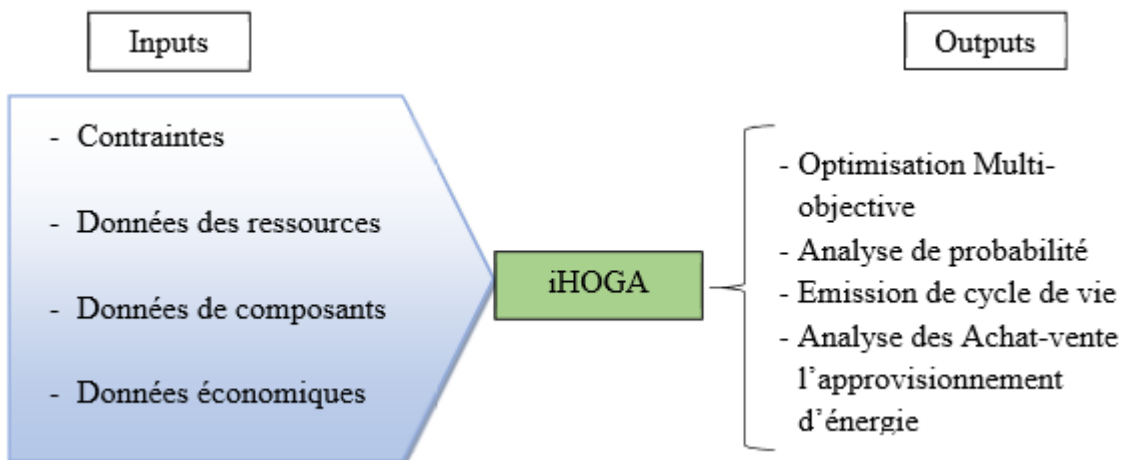 Inputs
Outputs
- Contraintes
- Données des ressources
- Données de composants
- Données économiques
iHOGA
- Optimisation Multi-
objective
- Analyse de probabilité
- Emission de cycle de vie
- Analyse des Achat-vente
l’approvisionnement
d’énergie